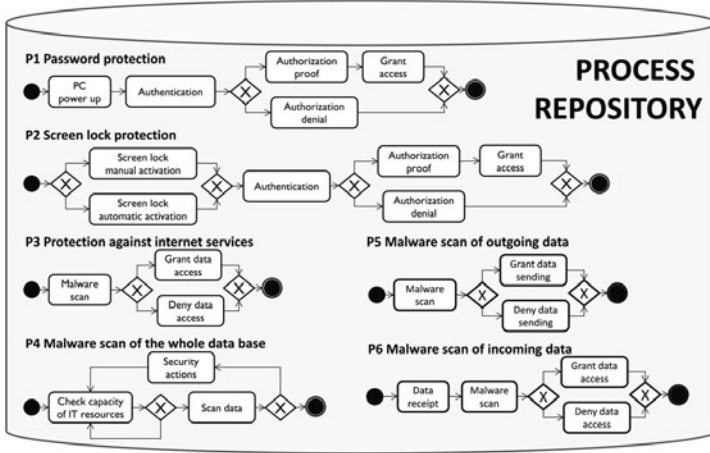 PROCESS
REPOSITORY
P1 Password protection
PC
power up
Authentication
X
Authorization
proof
Grant
access
Authorization
denial
X
P2 Screen lock protection
X
Screen lock
manual activation
Screen lock
automatic activation
X
Authentication
X
Authorization
proof
Grant
access
Authorization
denial
X
P3 Protection against internet services
Malware
scan
X
Grant data
access
Deny data
access
X
P4 Malware scan of the whole data base
Security
actions
Check capacity
of IT resources
X
Scan data
X
P5 Malware scan of outgoing data
Malware
scan
X
Grant data
sending
Deny data
sending
X
P6 Malware scan of incoming data
Data
receipt
Malware
scan
X
Grant data
access
Deny data
access
X